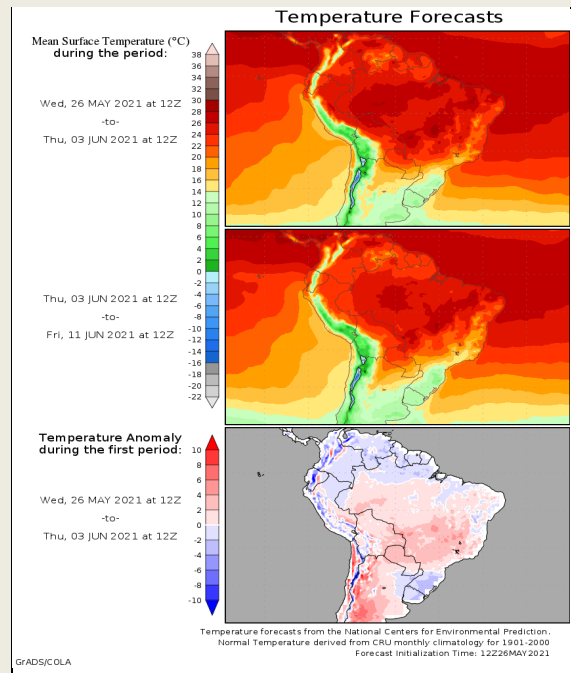 Temperature Forecasts
Mean Surface Temperature (°C)
during the period:
Wed, 26 MAY 2021 at 12Z
-to-
Thu, 03 JUN 2021 at 12Z
38
36
34
32
30
28
26
24
22
20
18
16
14
12
10
8
6
4
2
0
-2
-4
-6
-8
-10
-12
-14
-16
-18
-20
-22
Thu, 03 JUN 2021 at 12Z
-to-
Fri, 11 JUN 2021 at 12Z
Temperature Anomaly
during the first period:
Wed, 26 MAY 2021 at 12Z
-to-
Thu, 03 JUN 2021 at 12Z
10
8
6
4
2
0
-2
-4
-6
-8
-10
Temperature forecasts from the National Centers for Environmental Prediction.
Normal Temperature derived from CRU monthly climatology for 1901-2000
Forecast Initialization Time: 12Z26MAY2021
GrADS/COLA